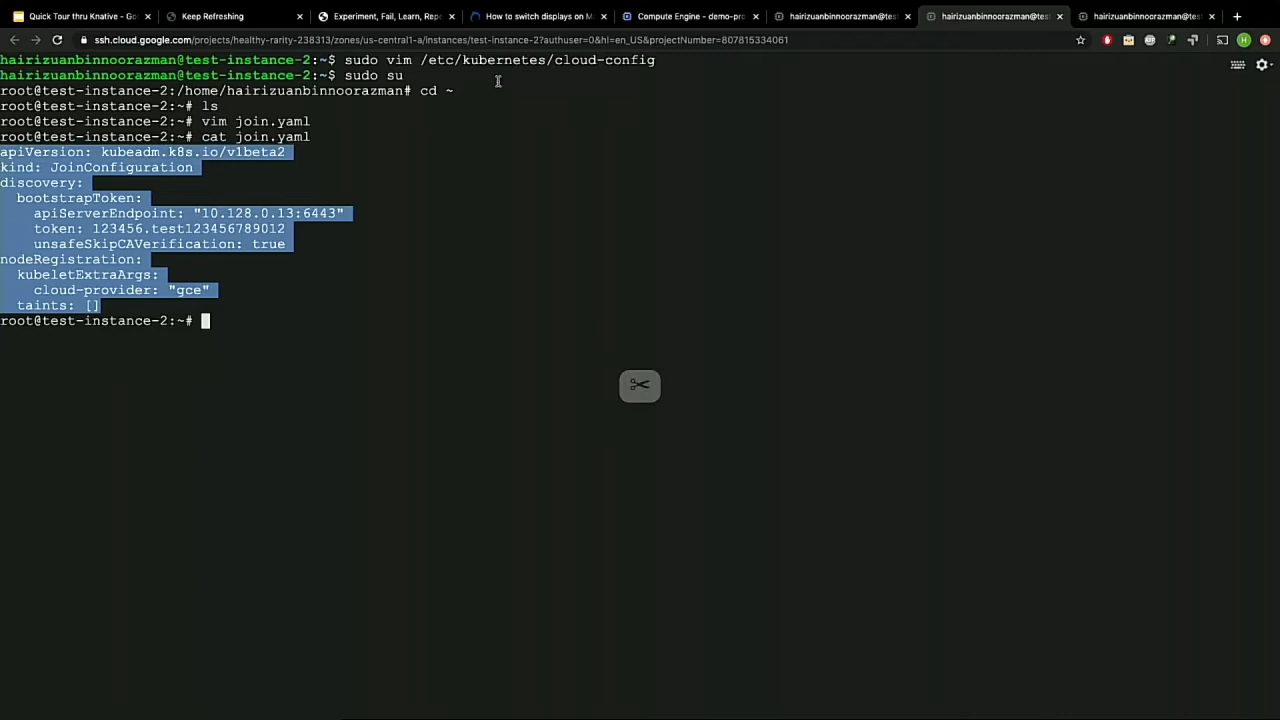 Quick Tour thru Knative - Go
Keep Refreshing
Experiment, Fail, Learn, Rep
How to switch displays on M
Compute Engine - demo-pro
hairizuanbinnoorazman@test
hairizuanbinnoorazman@test
hairizuanbinnoorazman@test
ssh.cloud.google.com/projects/healthy-rarity-238313/zones/us-central1-a/instances/test-instance-2?authuser=0&hl=en_US&projectNumber=807815334061
H
hairizuanbinnoorazman@test-instance-2:~$ sudo vim /etc/kubernetes/cloud-config
hairizuanbinnoorazman@test-instance-2:~$ sudo su
root@test-instance-2:/home/hairizuanbinnoorazman# cd ~
root@test-instance-2:~# ls
root@test-instance-2:~# vim join.yaml
root@test-instance-2:~# cat join.yaml
apiVersion: kubeadm.k8s.io/v1beta2
kind: JoinConfiguration
discovery:
  bootstrapToken:
    apiServerEndpoint: "10.128.0.13:6443"
    token: 123456.test123456789012
    unsafeSkipCAVerification: true
nodeRegistration:
  kubeletExtraArgs:
    cloud-provider: "gce"
  taints: []
root@test-instance-2:~#